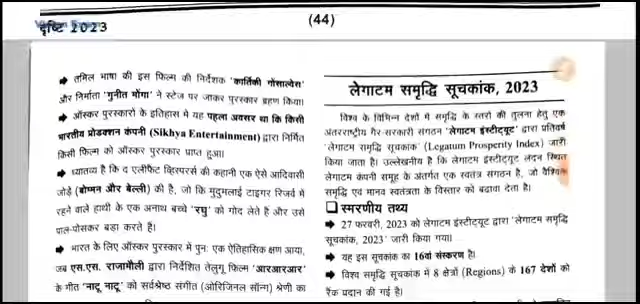 दृष्टि 2023
(44)
➡ तमिल भाषा की इस फिल्म की निर्देशक 'कार्तिकी गोंसाल्वेस'
और निर्माता 'गुनीत मोंगा' ने स्टेज पर जाकर पुरस्कार ग्रहण किया।
➡ ऑस्कर पुरस्कारों के इतिहास मे यह पहला अवसर था कि किसी
भारतीय प्रोडक्शन कंपनी (Sikhya Entertainment) द्वारा निर्मित
किसी फिल्म को ऑस्कर पुरस्कार प्राप्त हुआ।
➡ ध्यातव्य है कि द एलीफैंट व्हिस्पर्स की कहानी एक ऐसे आदिवासी
जोड़े (बोम्मन और बेल्ली) की है, जो कि मुदुमलाई टाइगर रिजर्व में
रहने वाले हाथी के एक अनाथ बच्चे 'रघु' को गोद लेते हैं और उसे
पाल-पोसकर बड़ा करते हैं।
➡ भारत के लिए ऑस्कर पुरस्कार में पुनः एक ऐतिहासिक क्षण आया,
जब एस.एस. राजामौली द्वारा निर्देशित तेलुगू फिल्म 'आरआरआर'
के गीत 'नाटू नाटू' को सर्वश्रेष्ठ संगीत (ओरिजिनल सॉन्ग) श्रेणी का
लेगाटम समृद्धि सूचकांक, 2023
विश्व के विभिन्न देशों में समृद्धि के स्तरों की तुलना हेतु एक
अंतरराष्ट्रीय गैर-सरकारी संगठन 'लेगाटम इंस्टीट्यूट' द्वारा प्रतिवर्ष
'लेगाटम समृद्धि सूचकांक' (Legatum Prosperity Index) जारी
किया जाता है। उल्लेखनीय है कि लेगाटम इंस्टीट्यूट लंदन स्थित
लेगाटम कंपनी समूह के अंतर्गत एक स्वतंत्र संगठन है, जो वैश्विक
समृद्धि एवं मानव स्वतंत्रता के विस्तार को बढ़ावा देता है।
❑ स्मरणीय तथ्य
➡ 27 फरवरी, 2023 को लेगाटम इंस्टीट्यूट द्वारा 'लेगाटम समृद्धि
सूचकांक, 2023' जारी किया गया।
➡ यह इस सूचकांक का 16वां संस्करण है।
➡ विश्व समृद्धि सूचकांक में 8 क्षेत्रों (Regions) के 167 देशों को
रैंक प्रदान की गई है।